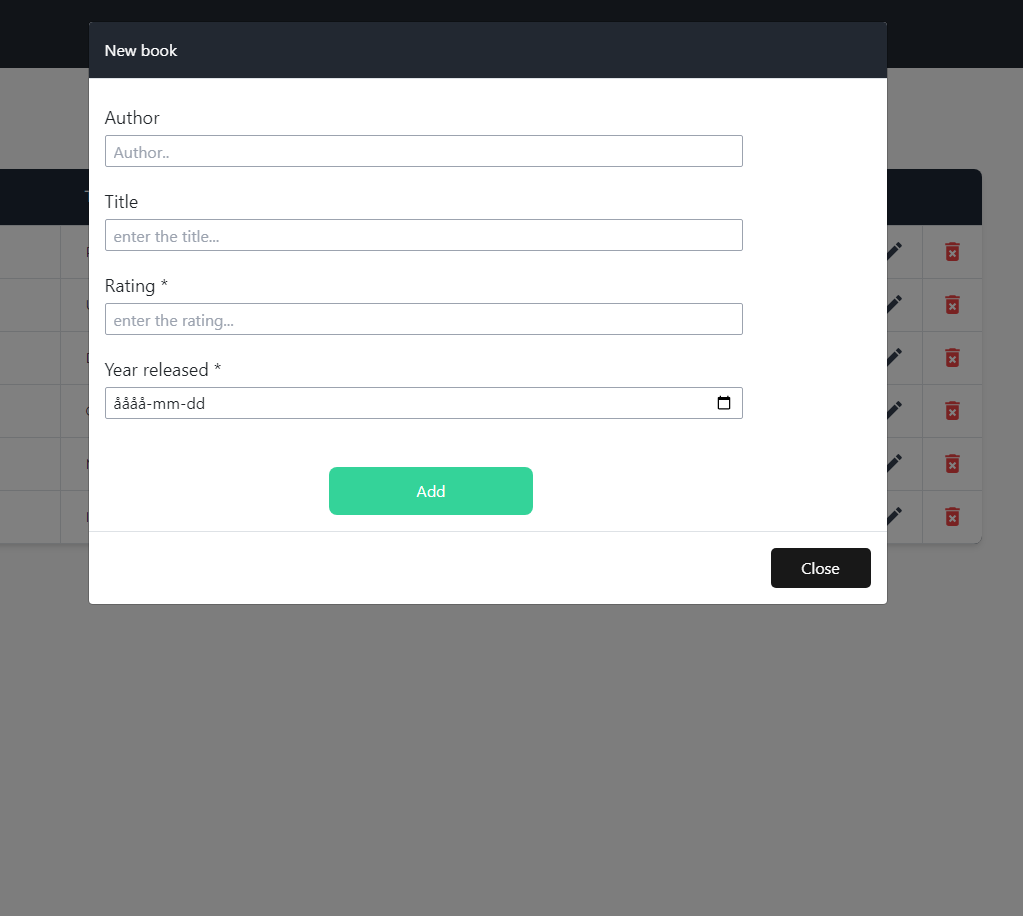 New book
Author
Author..
Title
enter the title...
Rating *
enter the rating...
Year released *
åååå-mm-dd
Add
Close